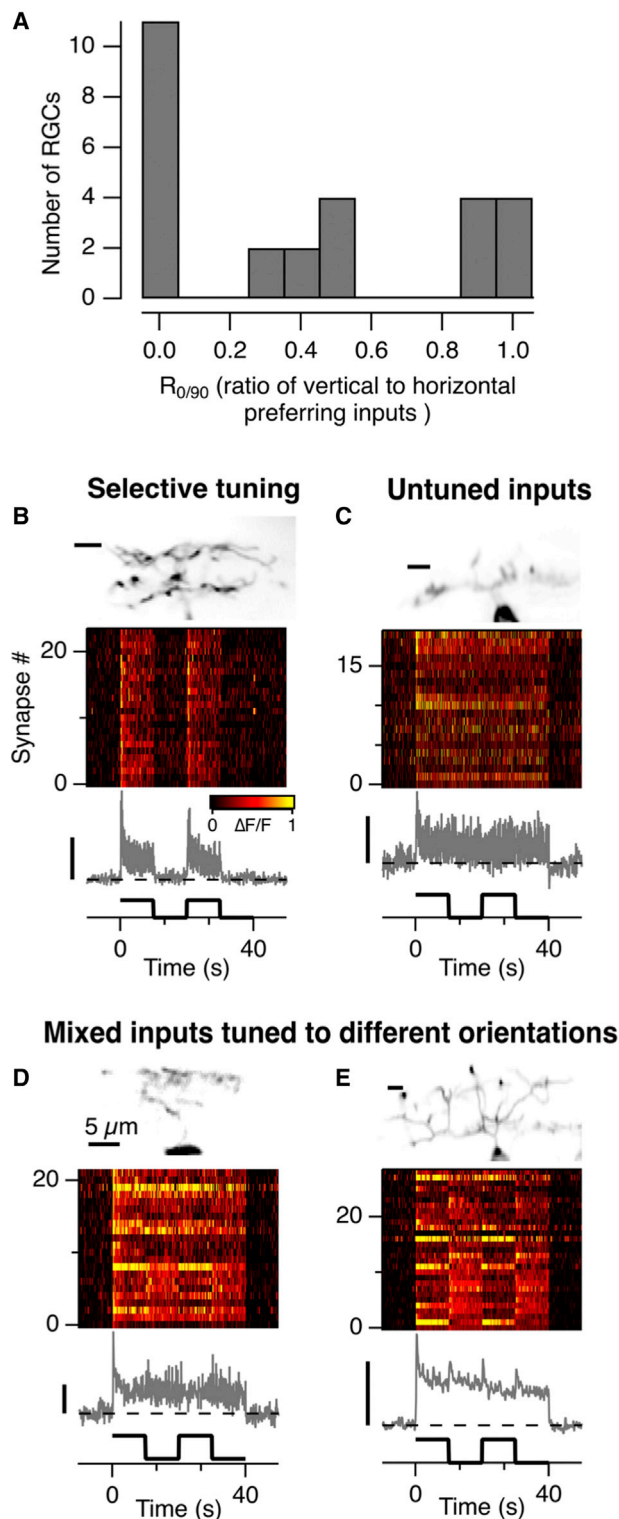 A
10
8
6
4
2
0
Number of RGCs
0.0 0.2 0.4 0.6 0.8 1.0
R0/90 (ratio of vertical to horizontal
preferring inputs )
Selective tuning
Untuned inputs
B
C
20
0
Synapse #
15
0
0 ΔF/F 1
0 40
Time (s)
0 40
Time (s)
Mixed inputs tuned to different orientations
D
E
5 µm
20
0
20
0
0 40
Time (s)
0 40
Time (s)